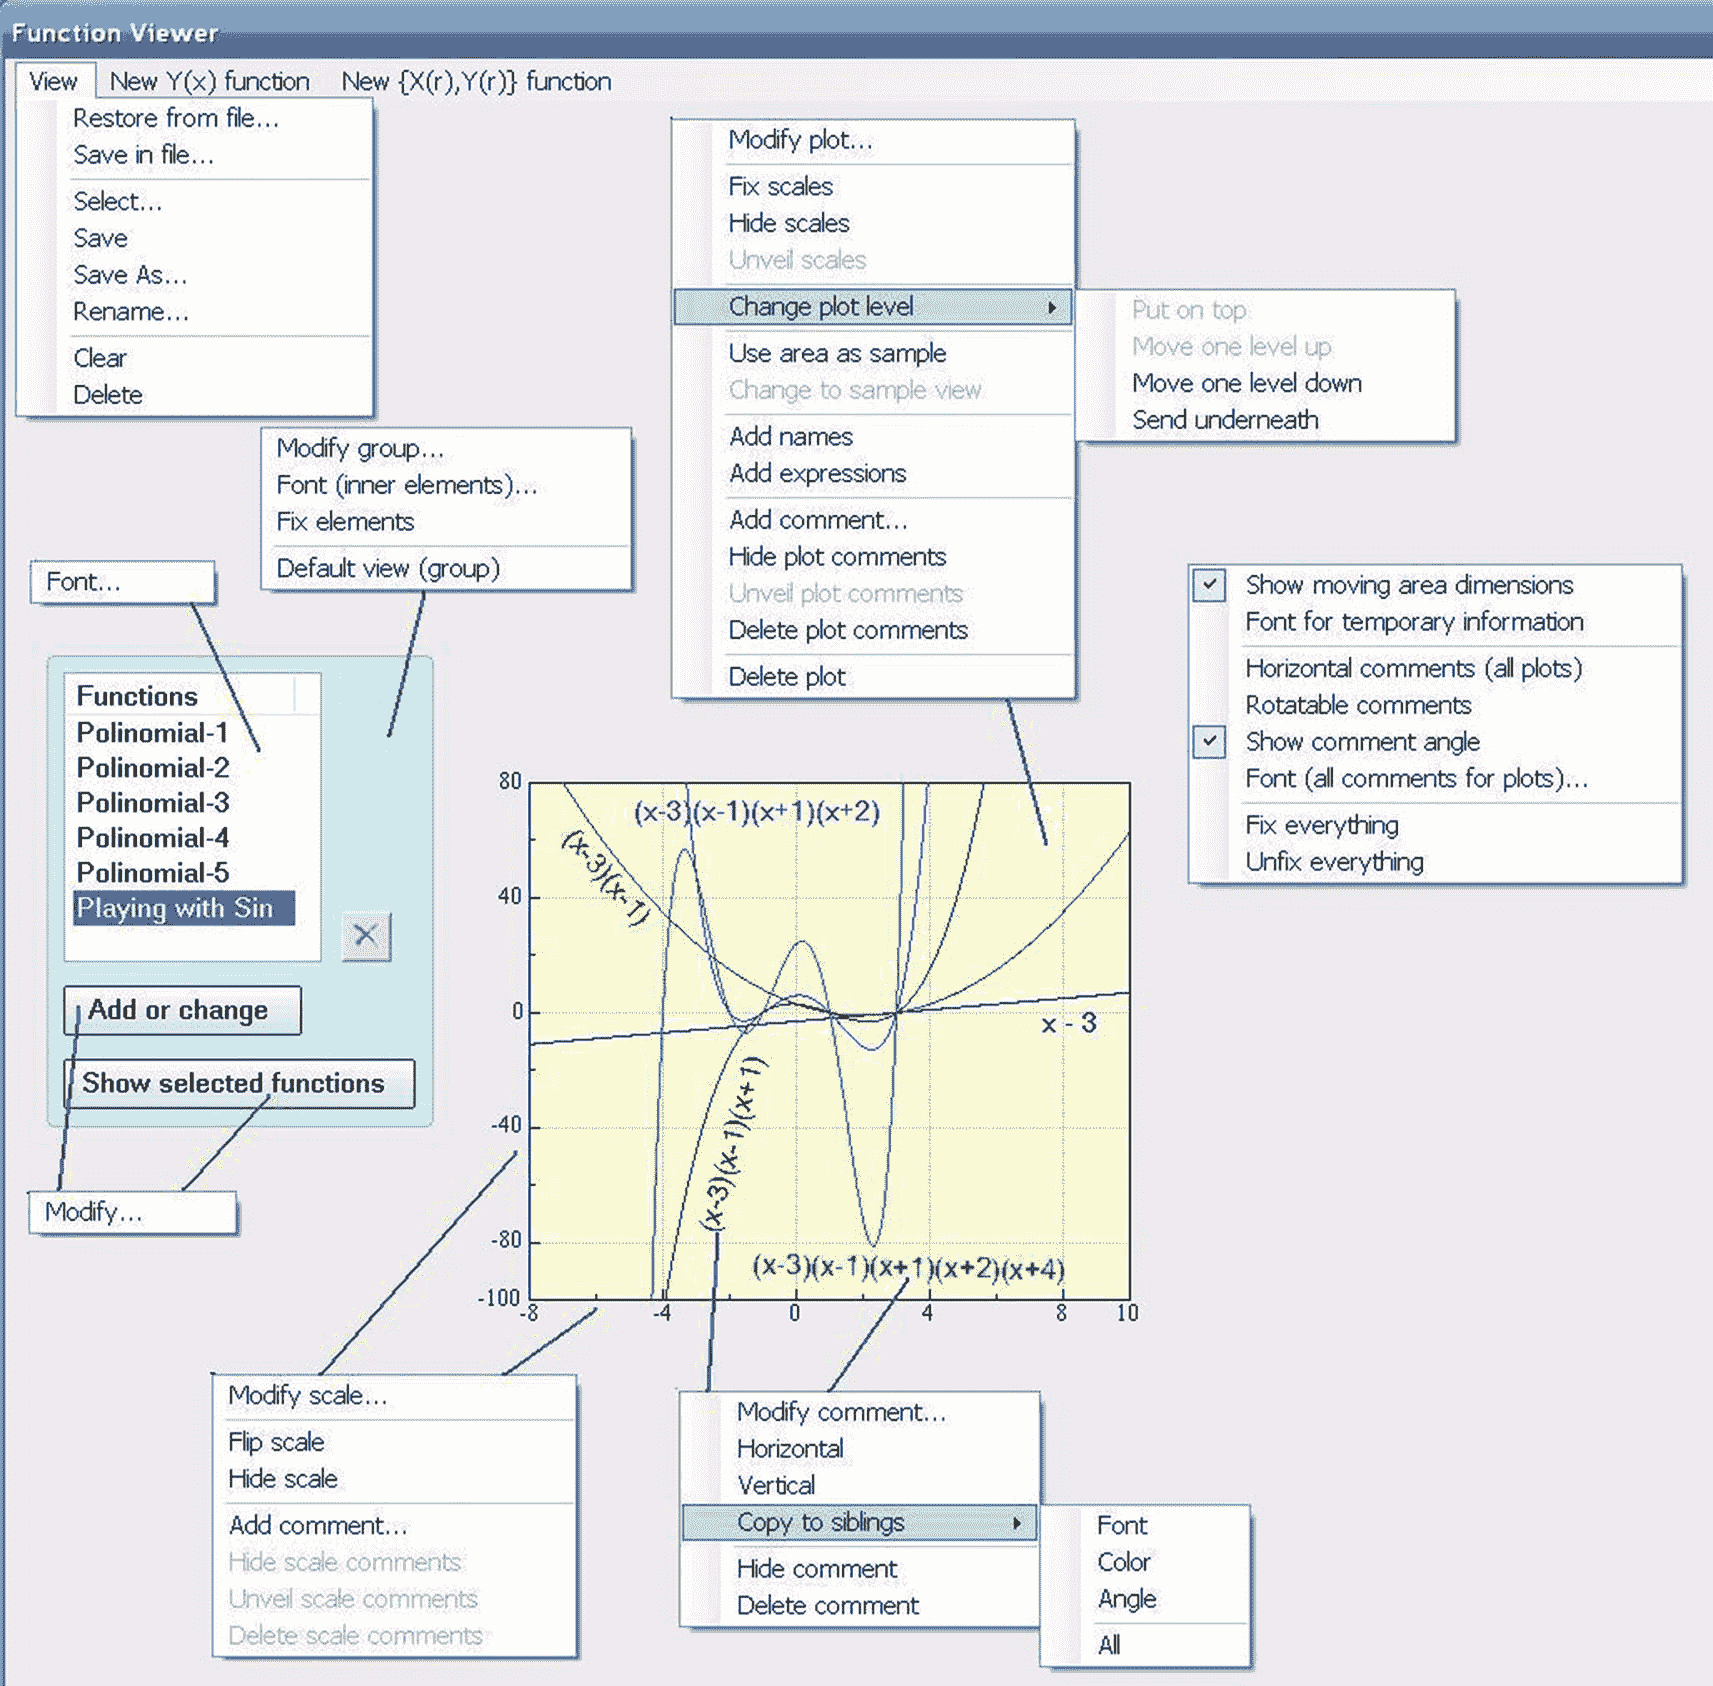 Function Viewer
View New Y(x) function New {X(r),Y(r)} function
Restore from file...
Save in file...
Select...
Save
Save As...
Rename...
Clear
Delete
Modify plot...
Fix scales
Hide scales
Unveil scales
Change plot level
Use area as sample
Change to sample view
Add names
Add expressions
Add comment...
Hide plot comments
Unveil plot comments
Delete plot comments
Delete plot
Put on top
Move one level up
Move one level down
Send underneath
Modify group...
Font (inner elements)...
Fix elements
Default view (group)
Font...
Show moving area dimensions
Font for temporary information
Horizontal comments (all plots)
Rotatable comments
Show comment angle
Font (all comments for plots)...
Fix everything
Unfix everything
Functions
Polinomial-1
Polinomial-2
Polinomial-3
Polinomial-4
Polinomial-5
Playing with Sin
Add or change
Show selected functions
Modify...
80
40
0
-40
-80
-100
-8 -4 0 4 8 10
(x-3)(x-1)(x+1)(x+2)
(x-3)(x-1)
x - 3
(x-3)(x-1)(x+1)
(x-3)(x-1)(x+1)(x+2)(x+4)
Modify scale...
Flip scale
Hide scale
Add comment...
Hide scale comments
Unveil scale comments
Delete scale comments
Modify comment...
Horizontal
Vertical
Copy to siblings
Hide comment
Delete comment
Font
Color
Angle
All